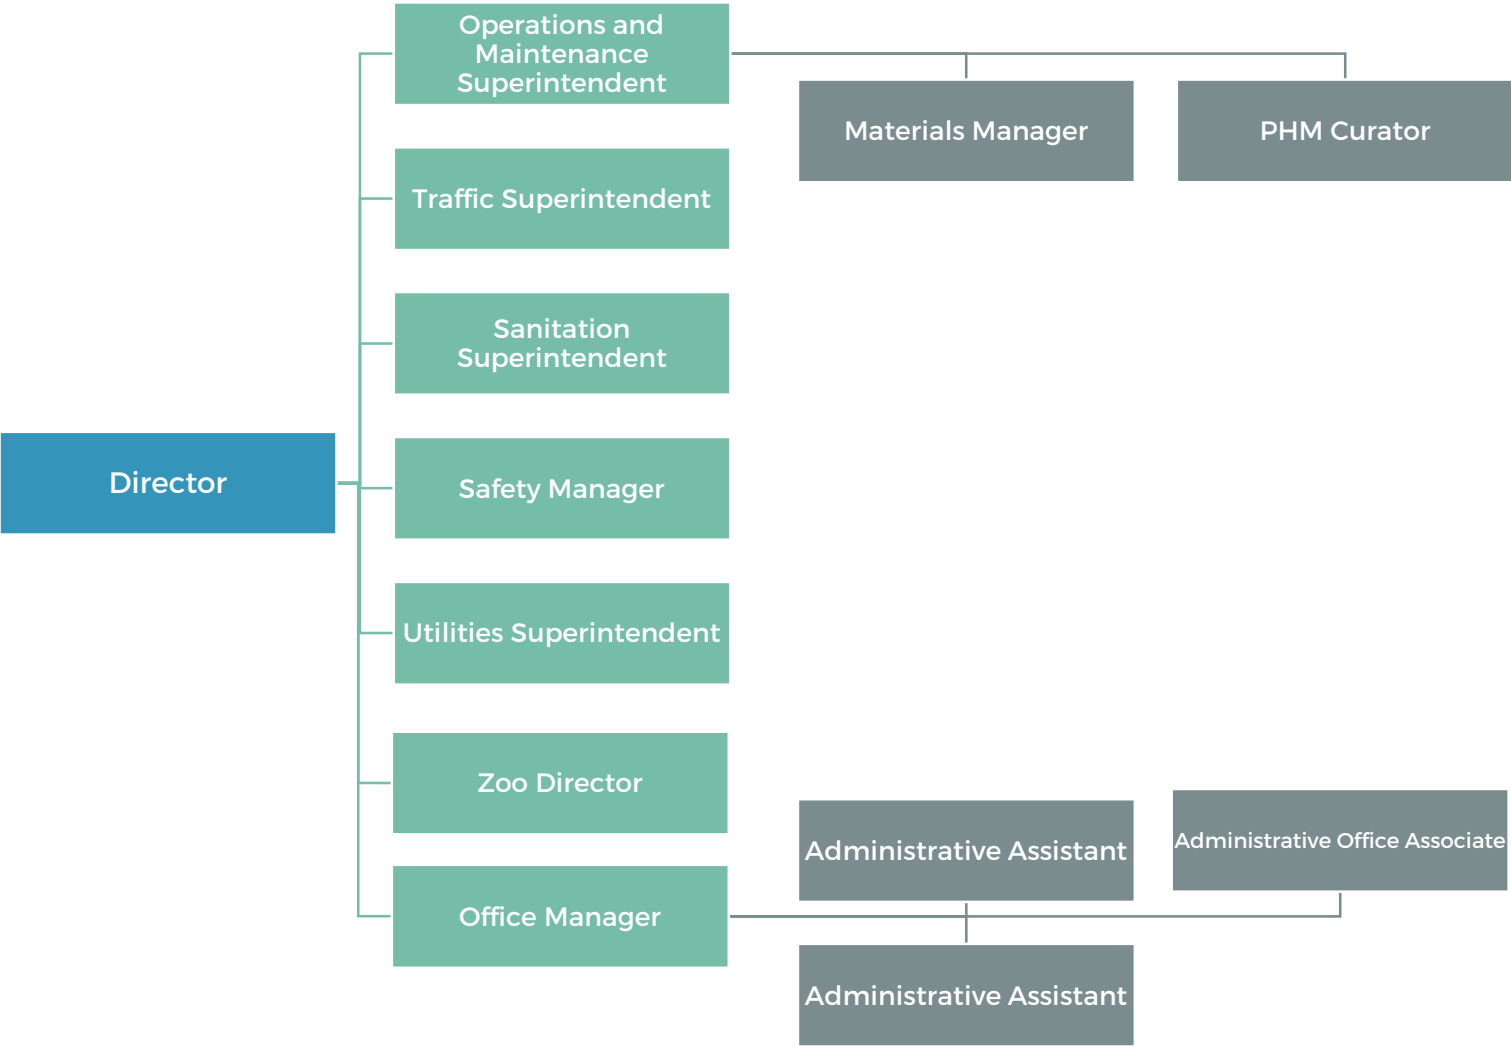 Operations and
Maintenance
Superintendent
Materials Manager
PHM Curator
Traffic Superintendent
Sanitation
Superintendent
Director
Safety Manager
Utilities Superintendent
Zoo Director
Administrative Assistant
Administrative Office Associate
Office Manager
Administrative Assistant